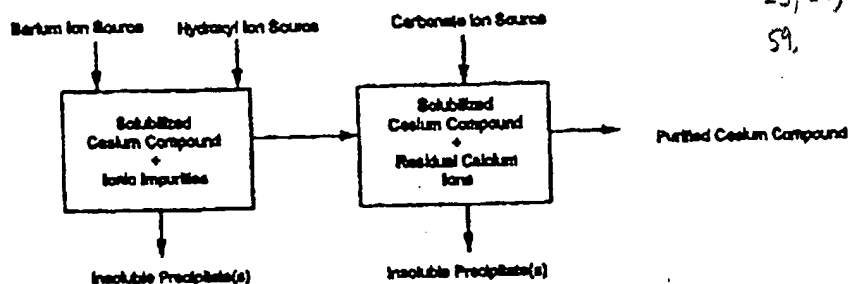 Barium Ion Source Hydroxyl Ion Source Carbonate Ion Source
59,
Solubilized
Cesium Compound
+
Ionic Impurities
Solubilized
Cesium Compound
+
Residual Calcium
Ions
Purified Cesium Compound
Insoluble Precipitate(s) Insoluble Precipitate(s)